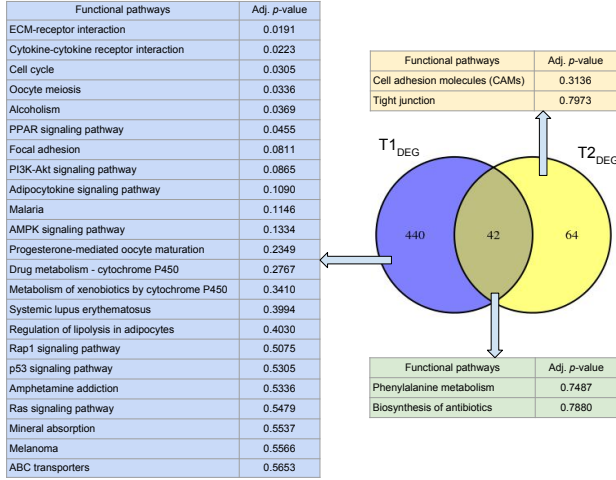 Functional pathways Adj. p-value
ECM-receptor interaction 0.0191
Cytokine-cytokine receptor interaction 0.0223
Cell cycle 0.0305
Oocyte meiosis 0.0336
Alcoholism 0.0369
PPAR signaling pathway 0.0455
Focal adhesion 0.0811
PI3K-Akt signaling pathway 0.0865
Adipocytokine signaling pathway 0.1090
Malaria 0.1146
AMPK signaling pathway 0.1334
Progesterone-mediated oocyte maturation 0.2349
Drug metabolism - cytochrome P450 0.2767
Metabolism of xenobiotics by cytochrome P450 0.3410
Systemic lupus erythematosus 0.3994
Regulation of lipolysis in adipocytes 0.4030
Rap1 signaling pathway 0.5075
p53 signaling pathway 0.5305
Amphetamine addiction 0.5336
Ras signaling pathway 0.5479
Mineral absorption 0.5537
Melanoma 0.5566
ABC transporters 0.5653
Functional pathways Adj. p-value
Cell adhesion molecules (CAMs) 0.3136
Tight junction 0.7973
T1DEG T2DEG
440 42 64
Functional pathways Adj. p-value
Phenylalanine metabolism 0.7487
Biosynthesis of antibiotics 0.7880